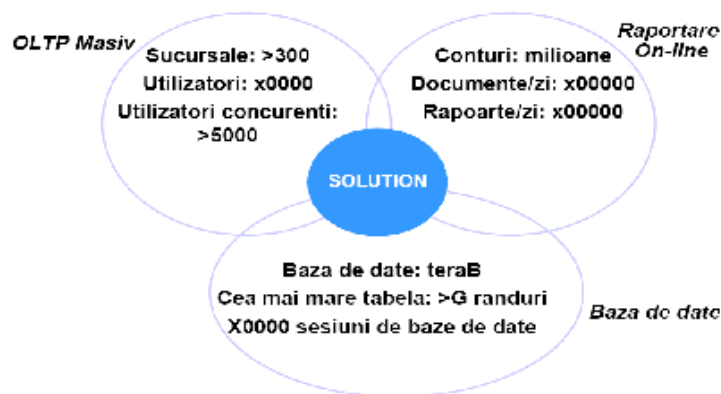 OLTP Masiv
Sucursale: >300
Utilizatori: x0000
Utilizatori concurenti:
>5000
Raportare
On-line
Conturi: milioane
Documente/zi: x00000
Rapoarte/zi: x00000
SOLUTION
Baza de date: teraB
Cea mai mare tabela: >G randuri
X0000 sesiuni de baze de date
Baza de date